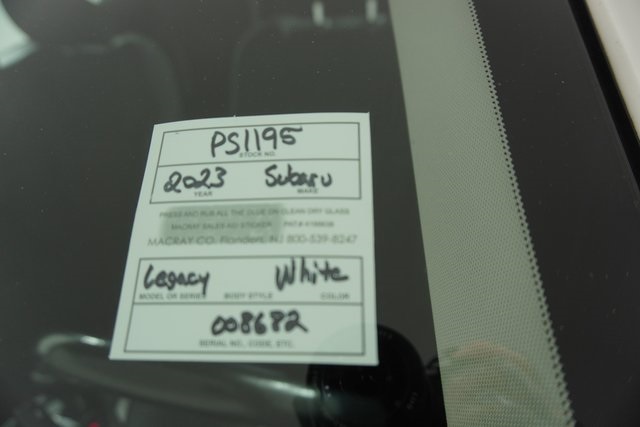 PS1195
STOCK NO.
2023 Subaru
YEAR MAKE
PRESS AND RUB ALL THE GLUE ON CLEAN DRY GLASS
MACRAY SALES AID STICKER
MACRAY CO. Flanders, NJ 800-539-8247
Legacy White
MODEL OR SERIES BODY STYLE COLOR
008682
SERIAL NO., CODE, ETC.